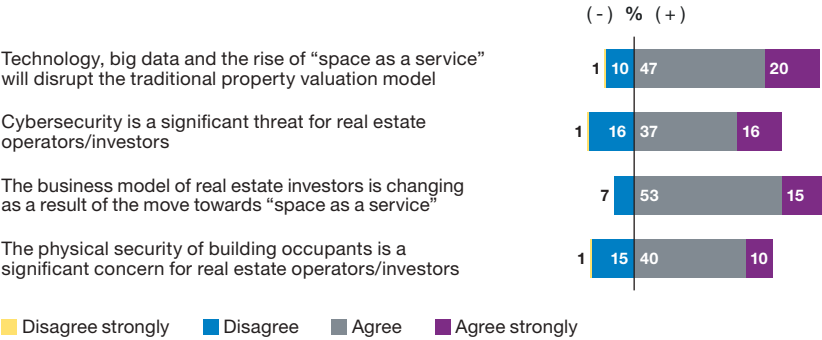 (-) % (+)
Technology, big data and the rise of “space as a service”
will disrupt the traditional property valuation model
1 10 47 20
Cybersecurity is a significant threat for real estate
operators/investors
1 16 37 16
The business model of real estate investors is changing
as a result of the move towards “space as a service”
7 53 15
The physical security of building occupants is a
significant concern for real estate operators/investors
1 15 40 10
Disagree strongly Disagree Agree Agree strongly